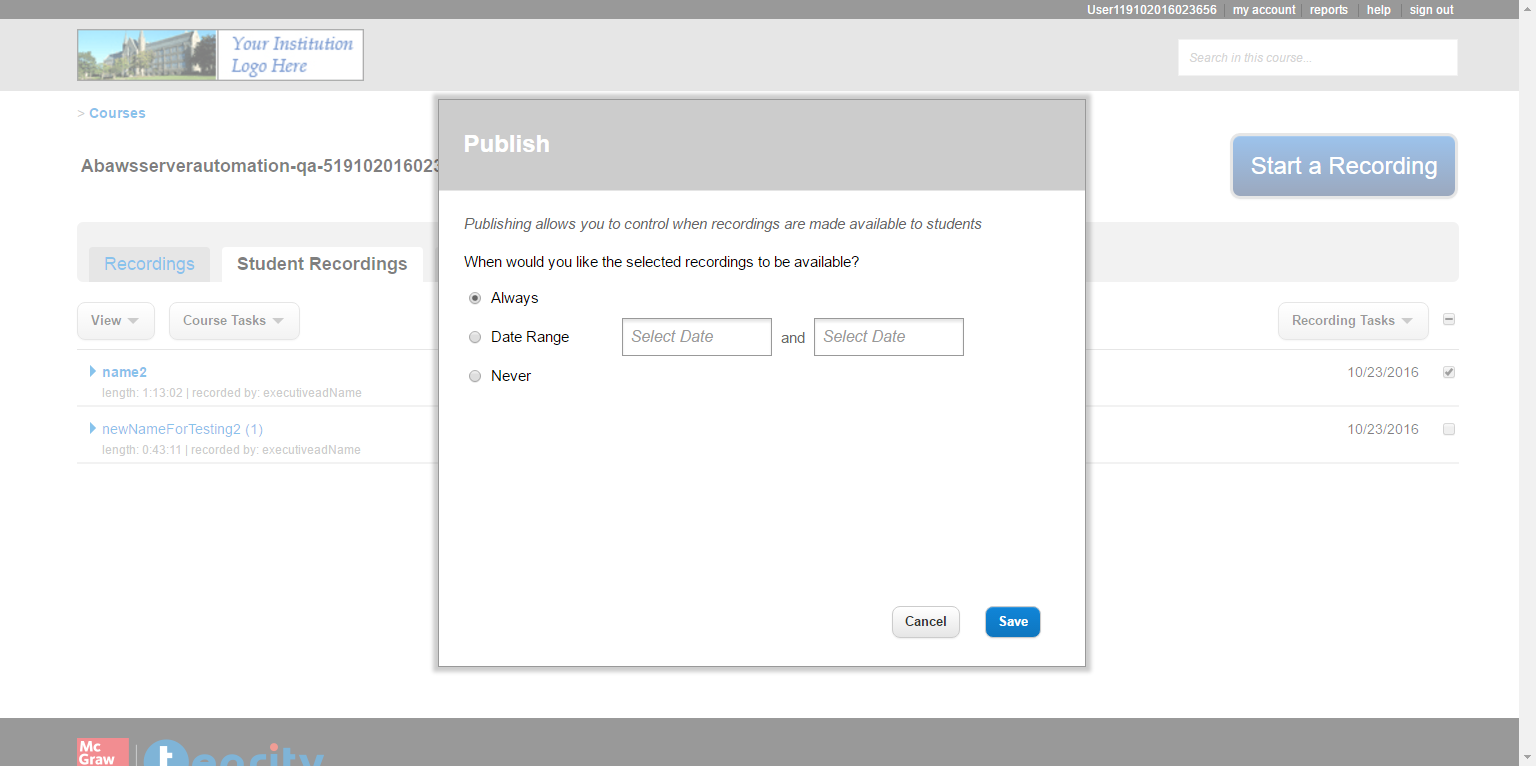 User119102016023656 my account reports help sign out
Your Institution
Logo Here
Search in this course...
> Courses
Abawsserverautomation-qa-51910201602
Start a Recording
Recordings Student Recordings
View Course Tasks Recording Tasks
name2 10/23/2016
length: 1:13:02 | recorded by: executiveadName
newNameForTesting2 (1) 10/23/2016
length: 0:43:11 | recorded by: executiveadName
Publish
Publishing allows you to control when recordings are made available to students
When would you like the selected recordings to be available?
Always
Date Range Select Date and Select Date
Never
Cancel Save
Mc
Graw